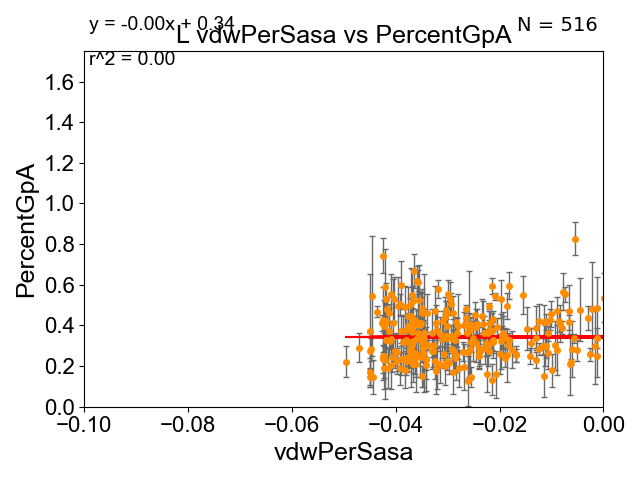 y = -0.00x + 0.34
L vdwPerSasa vs PercentGpA
N = 516
r^2 = 0.00
PercentGpA
1.6
1.4
1.2
1.0
0.8
0.6
0.4
0.2
0.0
−0.10
−0.08
−0.06
−0.04
−0.02
0.00
vdwPerSasa